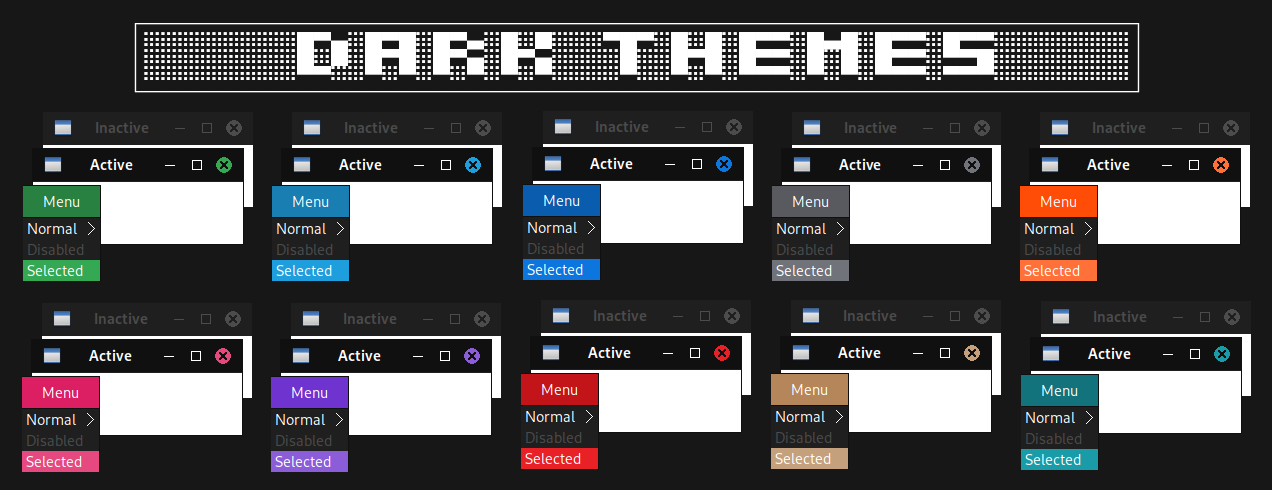 DARK THEMES
Inactive Inactive Inactive Inactive Inactive
Active Active Active Active Active
Menu Menu Menu Menu Menu
Normal Normal Normal Normal Normal
Disabled Disabled Disabled Disabled Disabled
Selected Selected Selected Selected Selected
Inactive Inactive Inactive Inactive Inactive
Active Active Active Active Active
Menu Menu Menu Menu Menu
Normal Normal Normal Normal Normal
Disabled Disabled Disabled Disabled Disabled
Selected Selected Selected Selected Selected